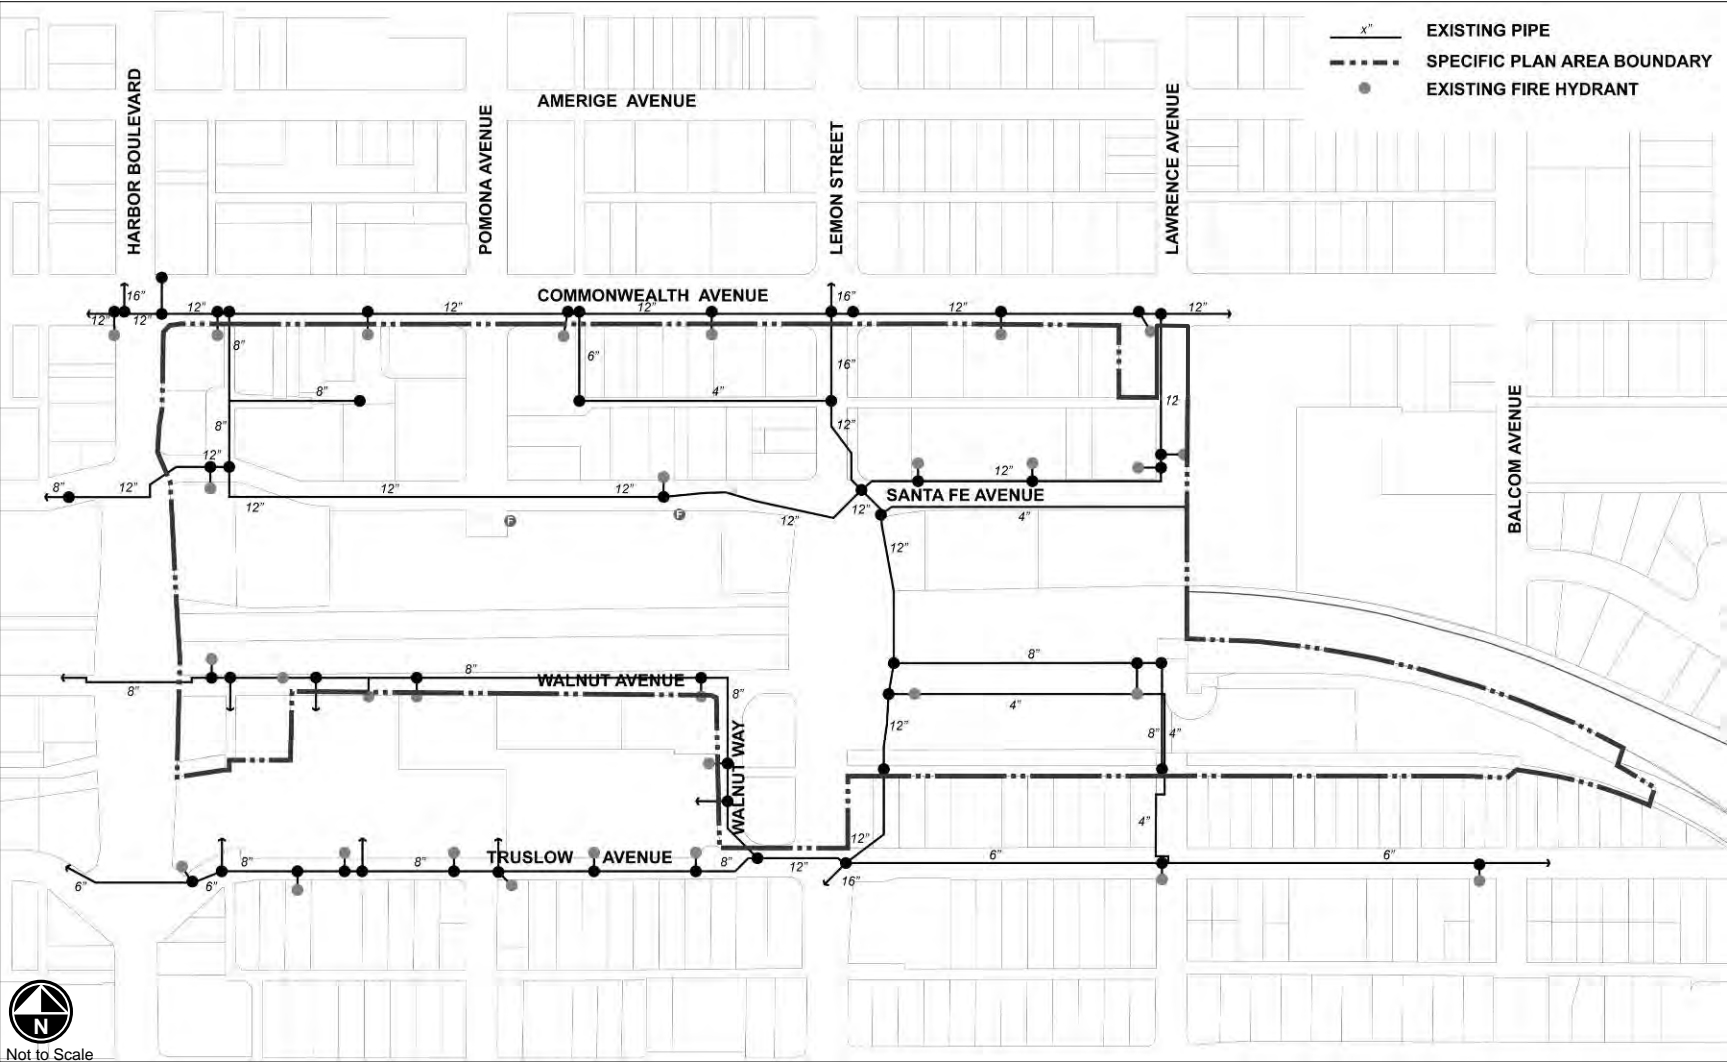 x"
EXISTING PIPE
SPECIFIC PLAN AREA BOUNDARY
EXISTING FIRE HYDRANT
HARBOR BOULEVARD
POMONA AVENUE
AMERIGE AVENUE
LEMON STREET
LAWRENCE AVENUE
COMMONWEALTH AVENUE
16"
16"
12"
12"
12"
12"
12"
12"
12"
8"
6"
16"
8"
4"
12
8"
12"
12"
BALCOM AVENUE
8"
12"
12"
12"
12"
SANTA FE AVENUE
12"
12"
12"
4"
F
F
12"
8"
8"
WALNUT AVENUE
8"
8"
4"
12"
8"
4"
WALNUT WAY
4"
12"
6"
6"
8"
8"
TRUSLOW AVENUE
8"
12"
16"
6"
6"
N
Not to Scale